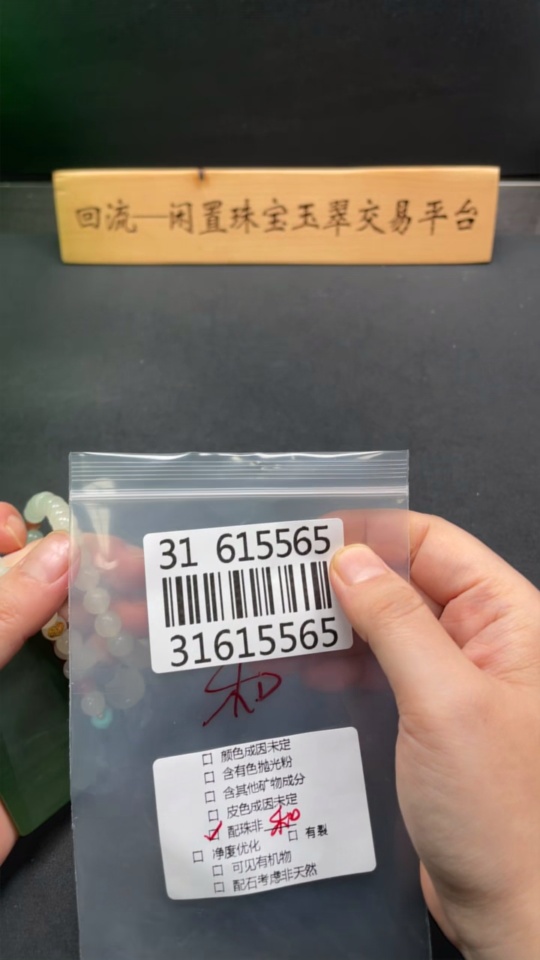 回流—闲置珠宝玉翠交易平台
31 615565
31615565
和
□ 颜色成因未定
□ 含有色抛光粉
□ 含其他矿物成分
□ 皮色成因未定
☑ 配珠非 和
□ 净度优化 □ 有裂
□ 可见有机物
□ 配石考虑非天然